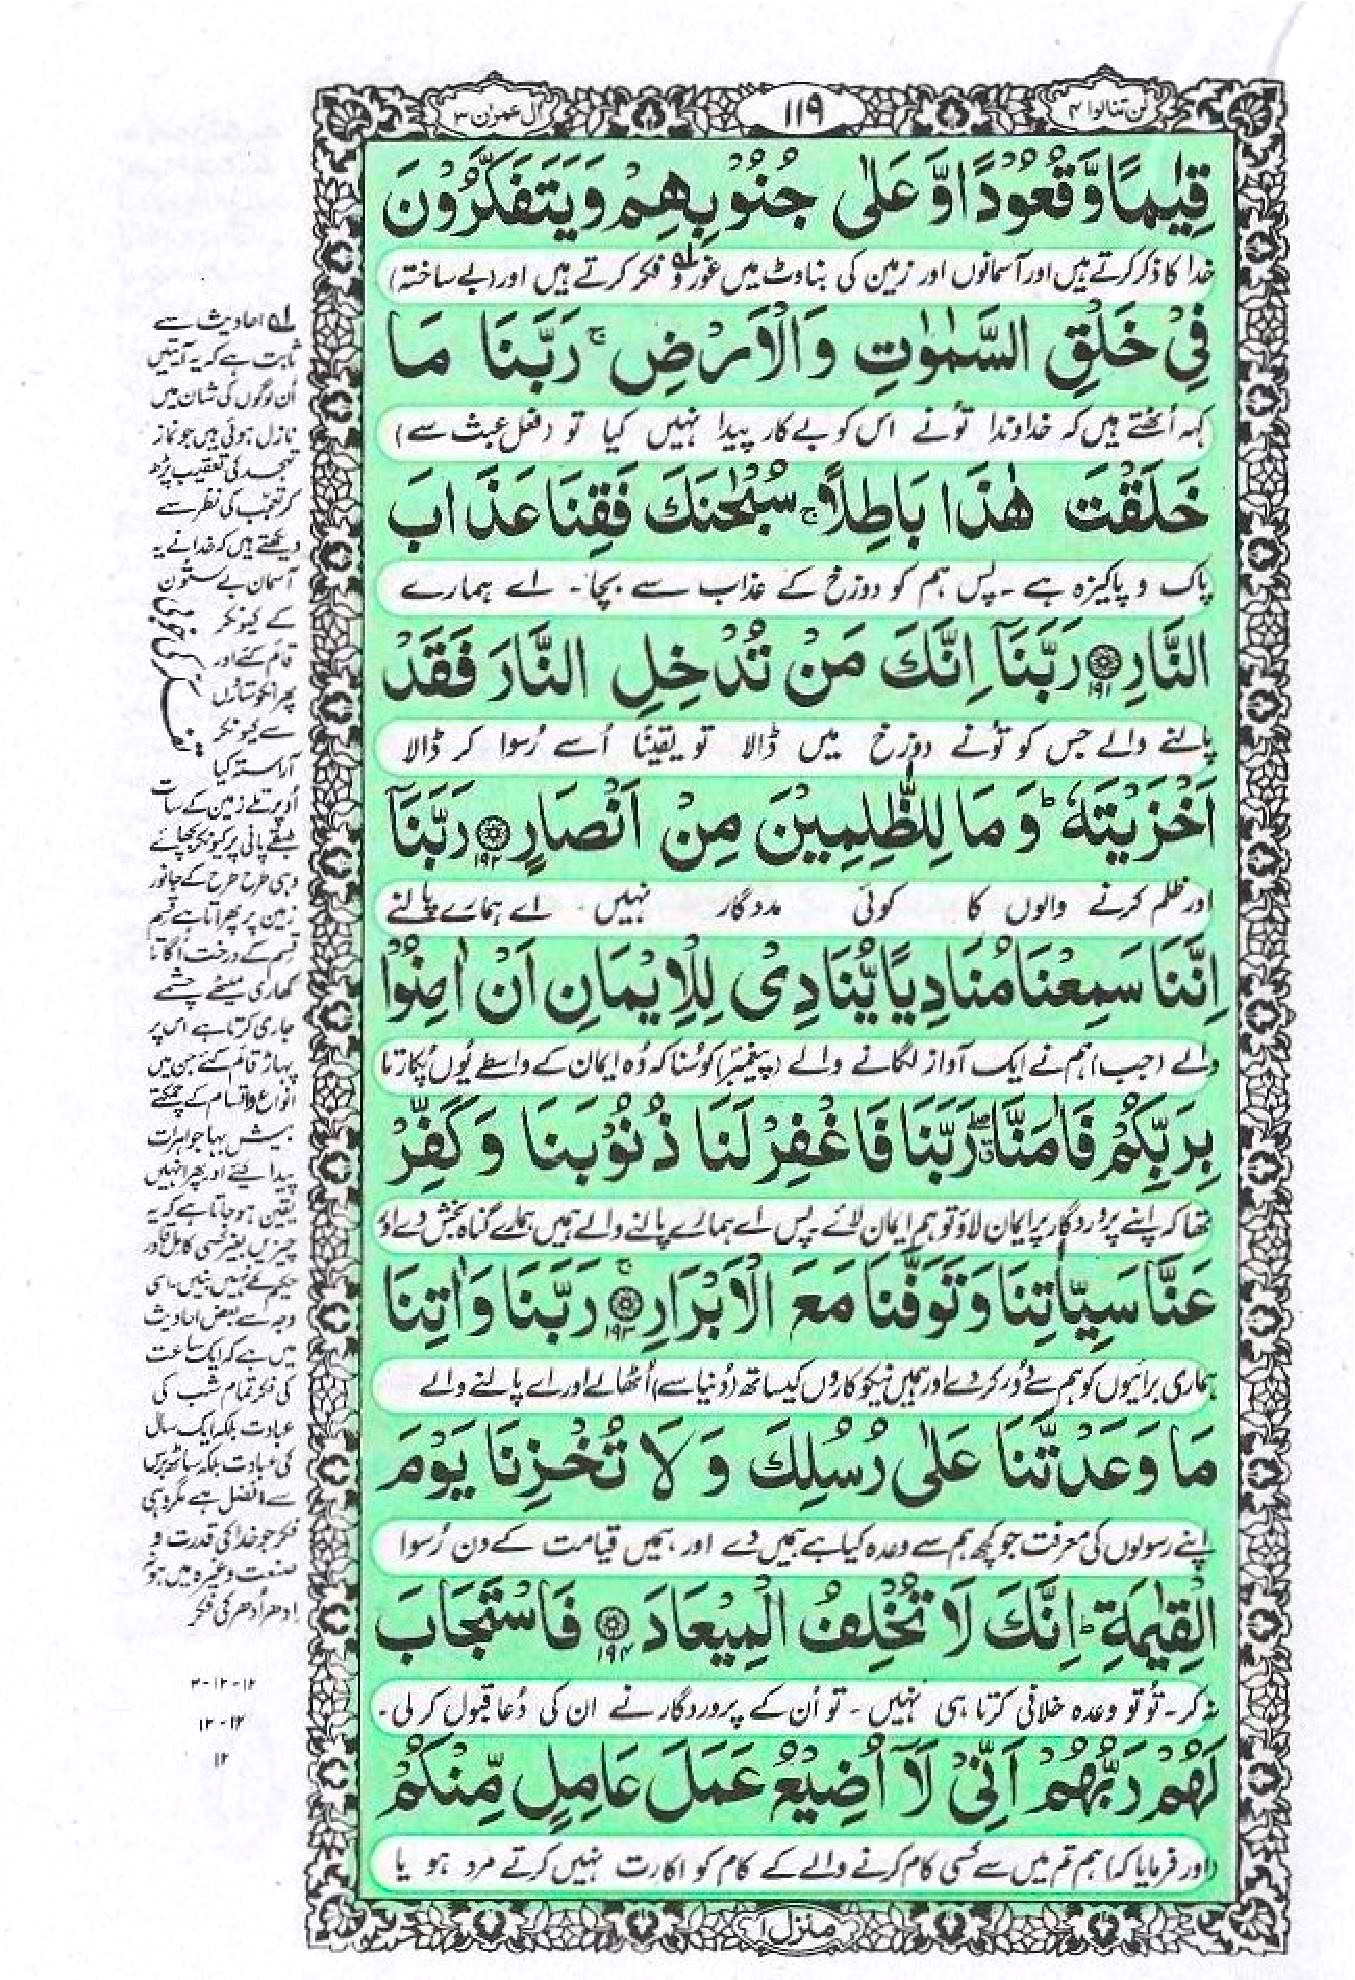 لن تنالوا ۴
۱۱۹
آل عمران ۳
قِيٰمًا وَّقُعُوْدًا وَّ عَلٰى جُنُوْبِهِمْ وَيَتَفَكَّرُوْنَ
خدا کا ذکر کرتے ہیں اور آسمانوں اور زمین کی بناوٹ میں غور و فکر کرتے ہیں اور (بے ساختہ)
فِيْ خَلْقِ السَّمٰوٰتِ وَالْاَرْضِ ۚ رَبَّنَا مَا
کہہ اُٹھتے ہیں کہ خداوندا تُو نے اس کو بے کار پیدا نہیں کیا تو (فعل عبث سے)
خَلَقْتَ هٰذَا بَاطِلًا ۚ سُبْحٰنَكَ فَقِنَا عَذَابَ
پاک و پاکیزہ ہے ۔ پس ہم کو دوزخ کے عذاب سے بچا۔ اے ہمارے
النَّارِ ۱۹۱ رَبَّنَآ اِنَّكَ مَنْ تُدْخِلِ النَّارَ فَقَدْ
پالنے والے جس کو تُو نے دوزخ میں ڈالا تو یقینًا اُسے رُسوا کر ڈالا
اَخْزَيْتَهٗ ؕ وَمَا لِلظّٰلِمِيْنَ مِنْ اَنْصَارٍ ۱۹۲ رَبَّنَآ
اور ظلم کرنے والوں کا کوئی مددگار نہیں ۔ اے ہمارے پالنے
اِنَّنَا سَمِعْنَا مُنَادِيًا يُّنَادِيْ لِلْاِيْمَانِ اَنْ اٰمِنُوْا
والے (جب) ہم نے ایک آواز لگانے والے (پیغمبر) کو سُنا کہ وُہ ایمان کے واسطے یُوں پُکارتا
بِرَبِّكُمْ فَاٰمَنَّا ۖ رَبَّنَا فَاغْفِرْ لَنَا ذُنُوْبَنَا وَكَفِّرْ
تھا کہ اپنے پروردگار پر ایمان لاؤ تو ہم ایمان لائے ۔ پس اے ہمارے پالنے والے ہمیں ہمارے گناہ بخش دے اور
عَنَّا سَيِّاٰتِنَا وَتَوَفَّنَا مَعَ الْاَبْرَارِ ۚ ۱۹۳ رَبَّنَا وَاٰتِنَا
ہماری برائیوں کو ہم سے دُور کر دے اور ہمیں نیکوکاروں کیساتھ (دُنیا سے) اُٹھالے اور اے پالنے والے
مَا وَعَدْتَّنَا عَلٰى رُسُلِكَ وَلَا تُخْزِنَا يَوْمَ
اپنے رسولوں کی معرفت جو کچھ ہم سے وعدہ کیا ہے ہمیں دے اور ہمیں قیامت کے دن رُسوا
الْقِيٰمَةِ ؕ اِنَّكَ لَا تُخْلِفُ الْمِيْعَادَ ۱۹۴ فَاسْتَجَابَ
نہ کر ۔ تُو تو وعدہ خلافی کرتا ہی نہیں ۔ تو اُن کے پروردگار نے ان کی دُعا قبول کر لی ۔
لَهُمْ رَبُّهُمْ اَنِّيْ لَآ اُضِيْعُ عَمَلَ عَامِلٍ مِّنْكُمْ
(اور فرمایا کہ) ہم تم میں سے کسی کام کرنے والے کے کام کو اکارت نہیں کرتے مرد ہو یا
منزل ۱
۱ احادیث سے
ثابت ہے کہ یہ آیتیں
اُن لوگوں کی شان میں
نازل ہوئی ہیں جو نماز
تہجد کی تعقیب پڑھ
کر تعجب کی نظر سے
دیکھتے ہیں کہ خدا نے یہ
آسمان بے ستُون
کے کیونکر
قائم کئے اور
پھر انکو ستاروں
سے کیونکر
آراستہ کیا
اُوپر تلے زمین کے سات
طبقے پانی پر کیونکر بچھائے
وہی طرح طرح کے جانور
زمین پر پھراتا ہے قسم
قسم کے درخت اُگاتا
کھاری میٹھے چشمے
جاری کرتا ہے اس پر
پہاڑ قائم کئے جن میں
انواع و اقسام کے چمکتے
بیش بہا جواہرات
پیدا کیئے اور پھر انہیں
یقین ہو جاتا ہے کہ یہ
چیزیں بغیر کسی کامل قادر
حکیم کے نہیں بنیں ۔ اسی
وجہ سے بعض احادیث
میں ہے کہ ایک ساعت
کی فکر تمام شب کی
عبادت بلکہ ایک سال
کی عبادت بلکہ ساٹھ برس
سے افضل ہے مگر وہی
فکر جو خدا کی قدرت و
صنعت وغیرہ میں ہو نہ
اِدھر اُدھر کی فکر
۱۲-۱۲-۳
۱۲-۱۳
۱۲